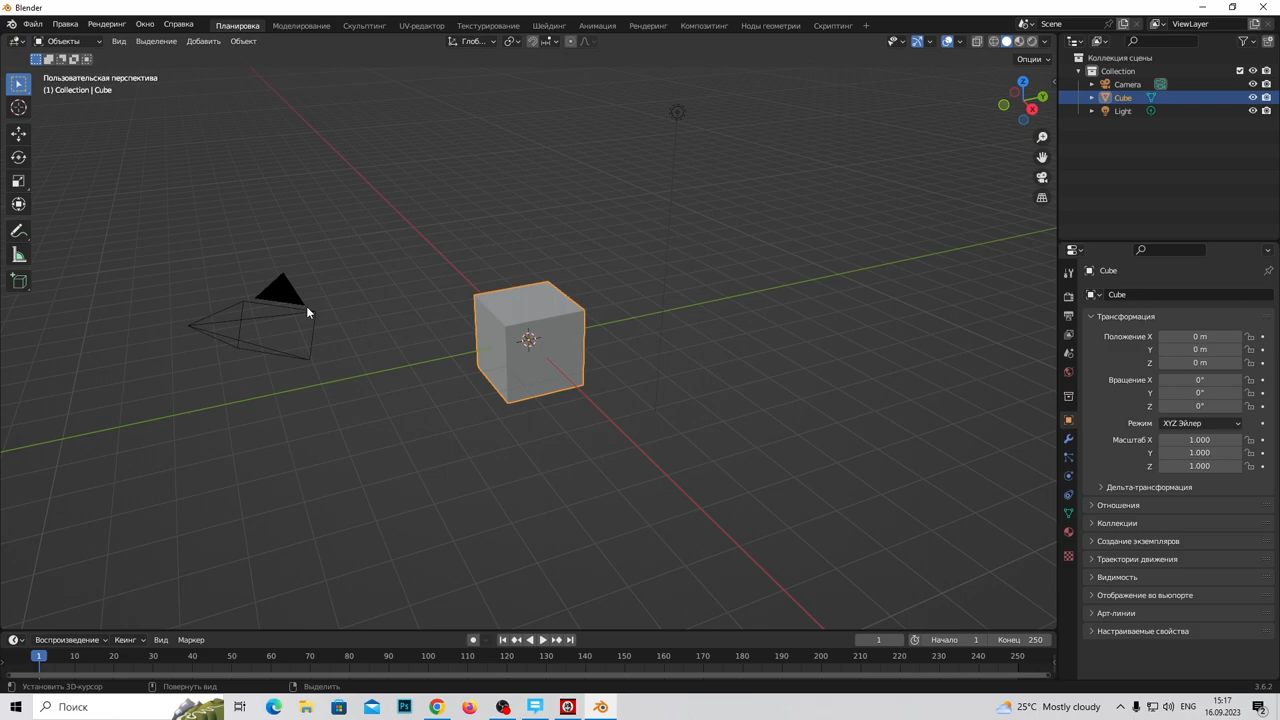 Blender
Файл Правка Рендеринг Окно Справка Планировка Моделирование Скульптинг UV-редактор Текстурирование Шейдинг Анимация Рендеринг Композитинг Ноды геометрии Скриптинг + Scene ViewLayer
Объекты Вид Выделение Добавить Объект Глоб...
Опции
Пользовательская перспектива
(1) Collection | Cube
Z
Y
X
Коллекция сцены
Collection
Camera
Cube
Light
Cube
Cube
Трансформация
Положение X 0 m
Y 0 m
Z 0 m
Вращение X 0°
Y 0°
Z 0°
Режим XYZ Эйлер
Масштаб X 1.000
Y 1.000
Z 1.000
Дельта-трансформация
Отношения
Коллекции
Создание экземпляров
Траектории движения
Видимость
Отображение во вьюпорте
Арт-линии
Настраиваемые свойства
Воспроизведение Кеинг Вид Маркер 1 Начало 1 Конец 250
1 10 20 30 40 50 60 70 80 90 100 110 120 130 140 150 160 170 180 190 200 210 220 230 240 250
Установить 3D-курсор Повернуть вид Выделить 3.6.2
Поиск Ps 25°C Mostly cloudy ENG 15:17
16.09.2023 2